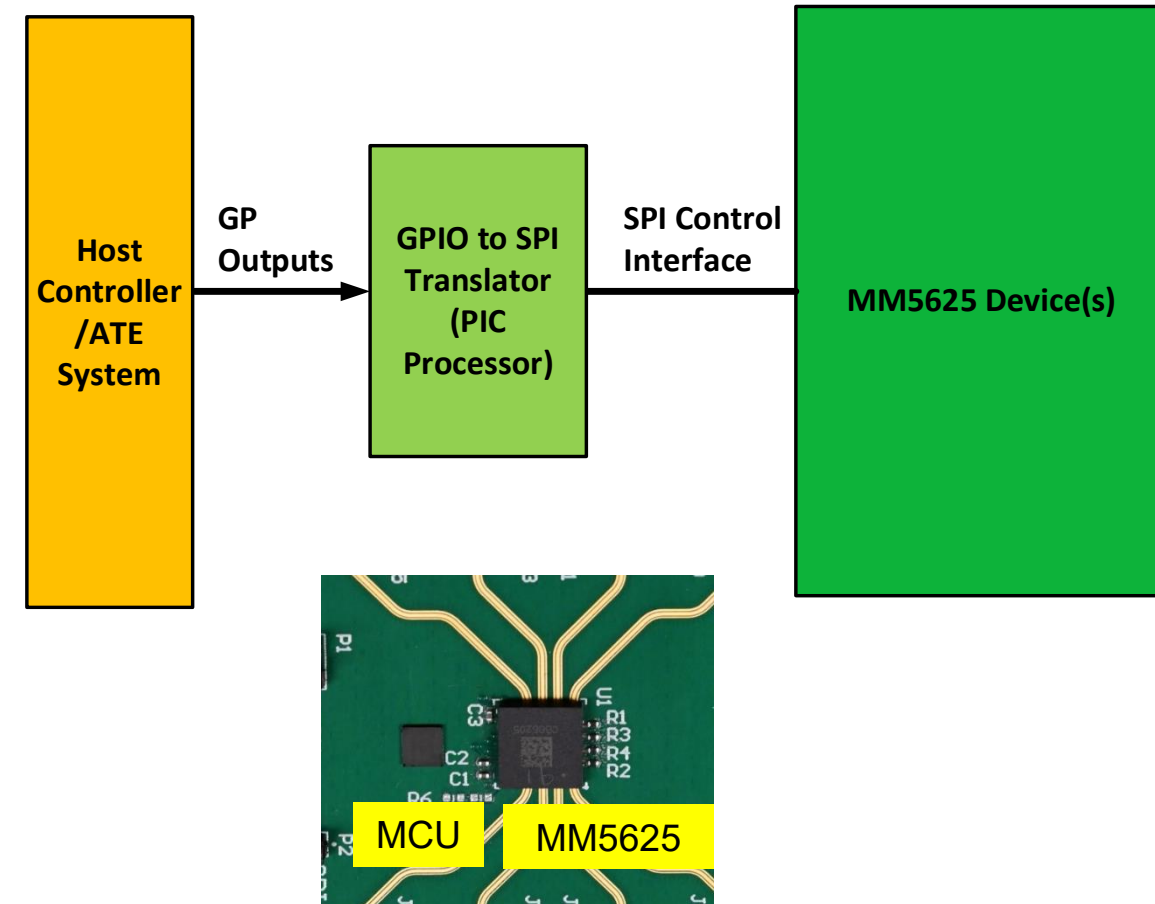 Host
Controller
/ATE
System
GP
Outputs
GPIO to SPI
Translator
(PIC
Processor)
SPI Control
Interface
MM5625 Device(s)
P1
U1
C3
R1
R3
R4
R2
C2
C1
R6
P2
MCU
MM5625